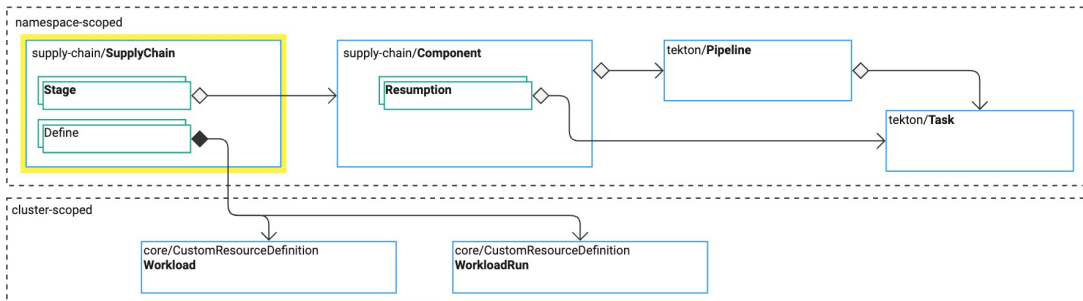 namespace-scoped
supply-chain/SupplyChain
Stage
Define
supply-chain/Component
Resumption
tekton/Pipeline
tekton/Task
cluster-scoped
core/CustomResourceDefinition
Workload
core/CustomResourceDefinition
WorkloadRun